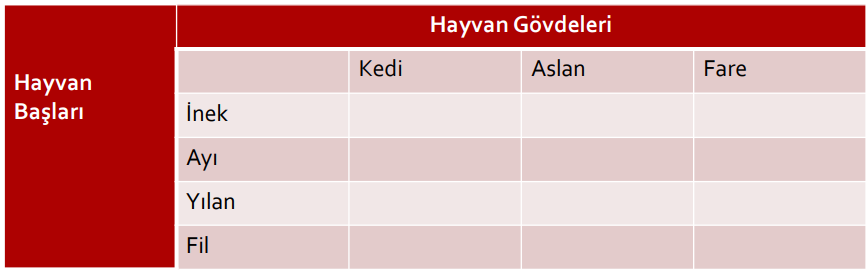 Hayvan Gövdeleri
Hayvan
Başları
Kedi Aslan Fare
İnek
Ayı
Yılan
Fil